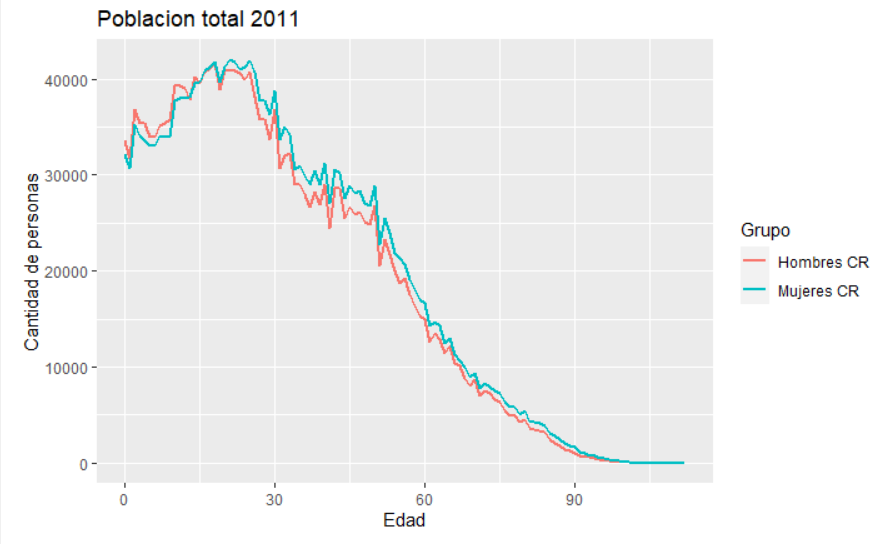 Poblacion total 2011
Cantidad de personas
40000
30000
20000
10000
0
0 30 60 90
Edad
Grupo
Hombres CR
Mujeres CR